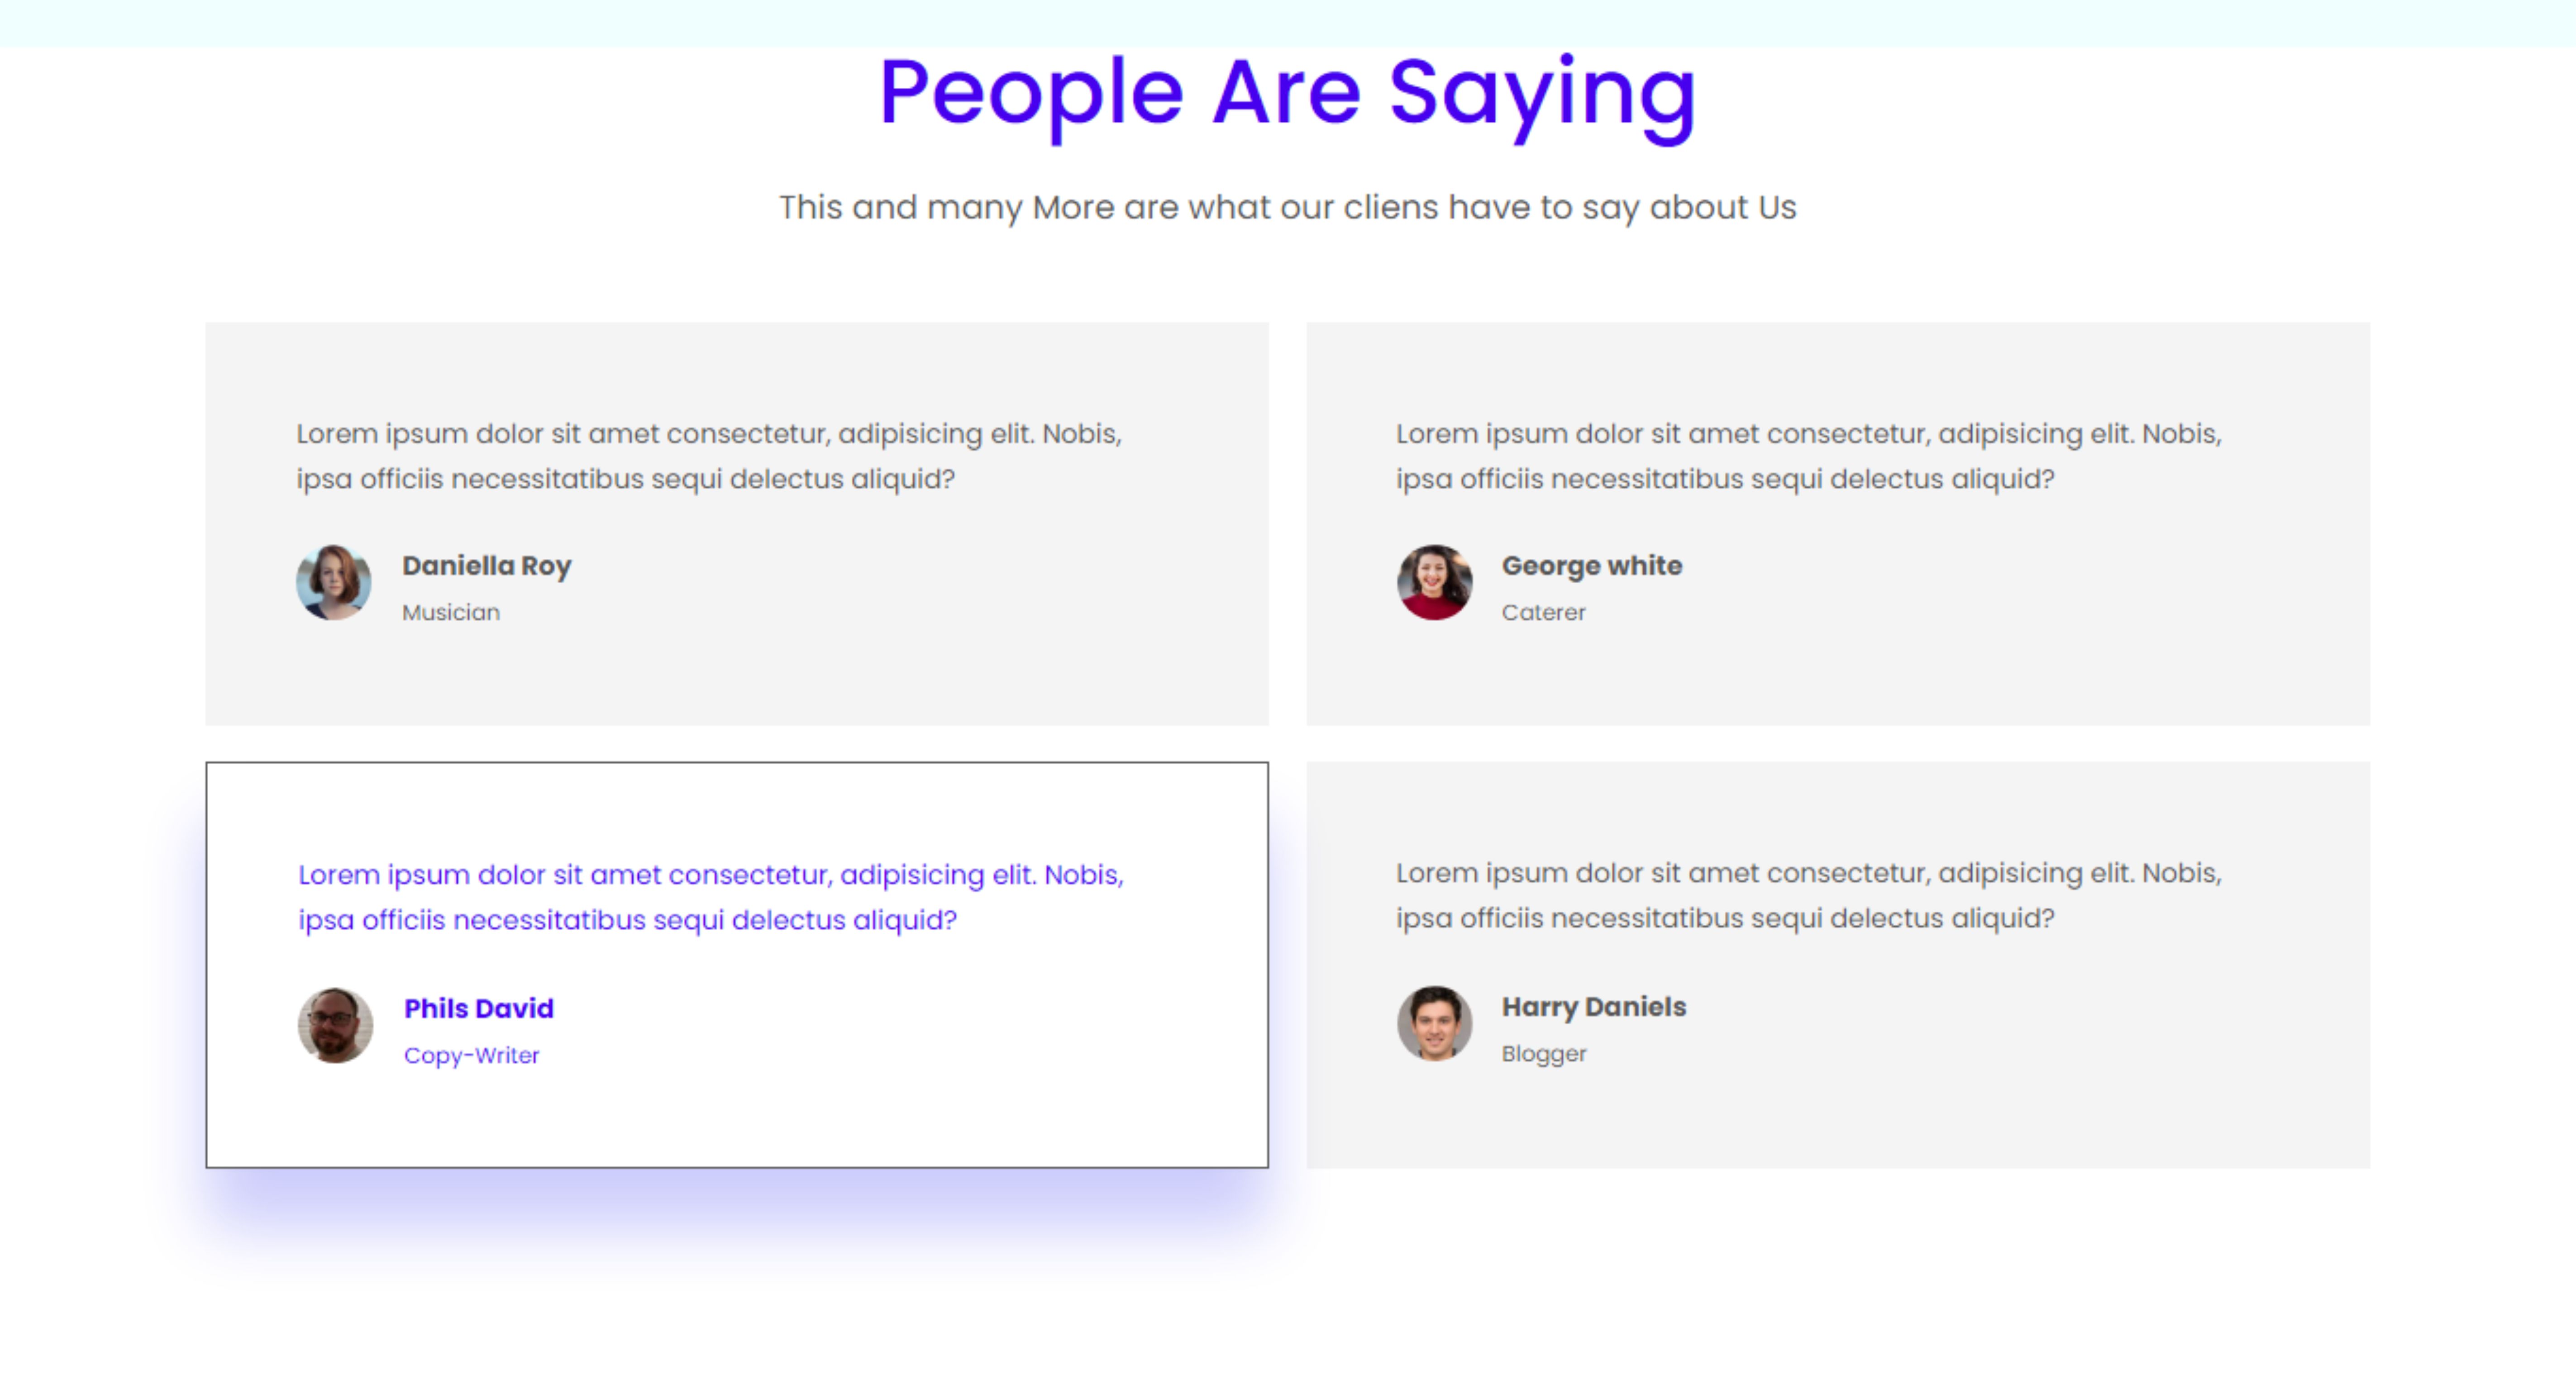 People Are Saying
This and many More are what our cliens have to say about Us
Lorem ipsum dolor sit amet consectetur, adipisicing elit. Nobis,
ipsa officiis necessitatibus sequi delectus aliquid?
Daniella Roy
Musician
Lorem ipsum dolor sit amet consectetur, adipisicing elit. Nobis,
ipsa officiis necessitatibus sequi delectus aliquid?
George white
Caterer
Lorem ipsum dolor sit amet consectetur, adipisicing elit. Nobis,
ipsa officiis necessitatibus sequi delectus aliquid?
Phils David
Copy-Writer
Lorem ipsum dolor sit amet consectetur, adipisicing elit. Nobis,
ipsa officiis necessitatibus sequi delectus aliquid?
Harry Daniels
Blogger